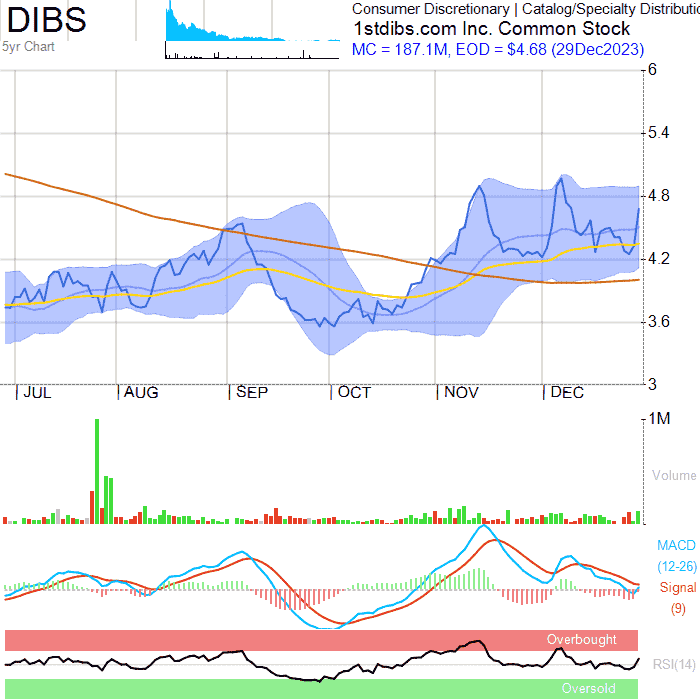 DIBS
5yr Chart
Consumer Discretionary | Catalog/Specialty Distributio
1stdibs.com Inc. Common Stock
MC = 187.1M, EOD = $4.68 (29Dec2023)
6
5.4
4.8
4.2
3.6
3
JUL AUG SEP OCT NOV DEC
1M
Volume
MACD
(12-26)
Signal
(9)
Overbought
RSI(14)
Oversold